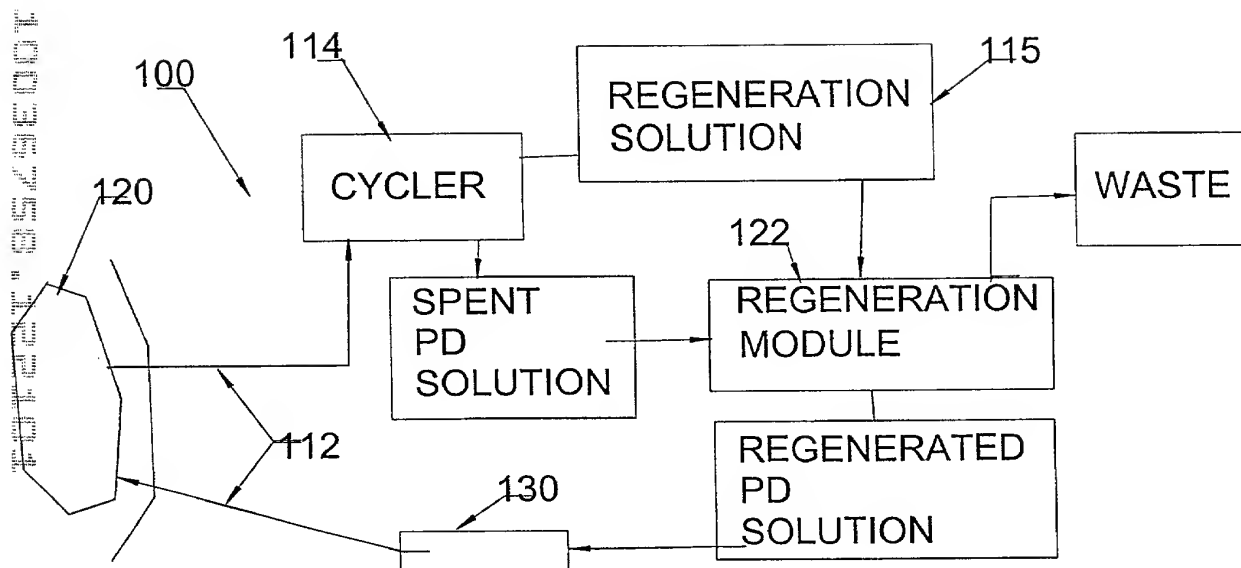 114
115
100
REGENERATION
SOLUTION
CYCLER
WASTE
120
122
SPENT
PD
SOLUTION
REGENERATION
MODULE
112
130
REGENERATED
PD
SOLUTION